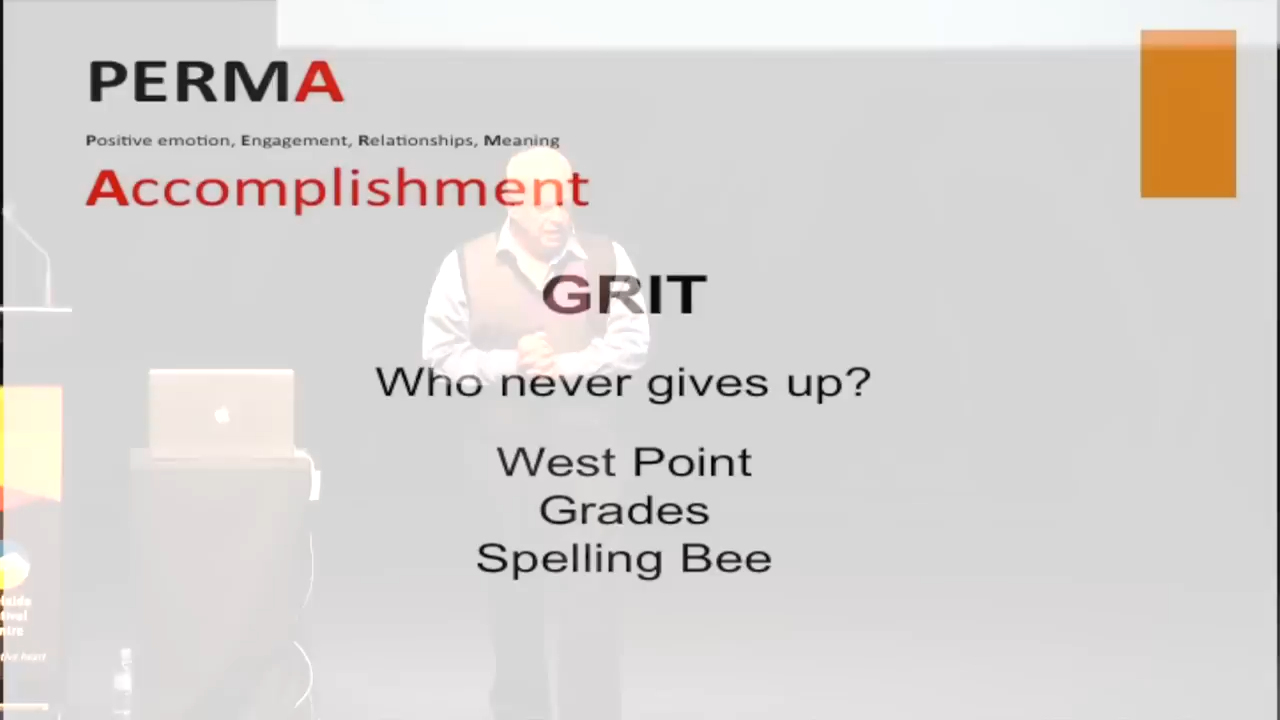 PERMA
Positive emotion, Engagement, Relationships, Meaning
Accomplishment
GRIT
Who never gives up?
West Point
Grades
Spelling Bee